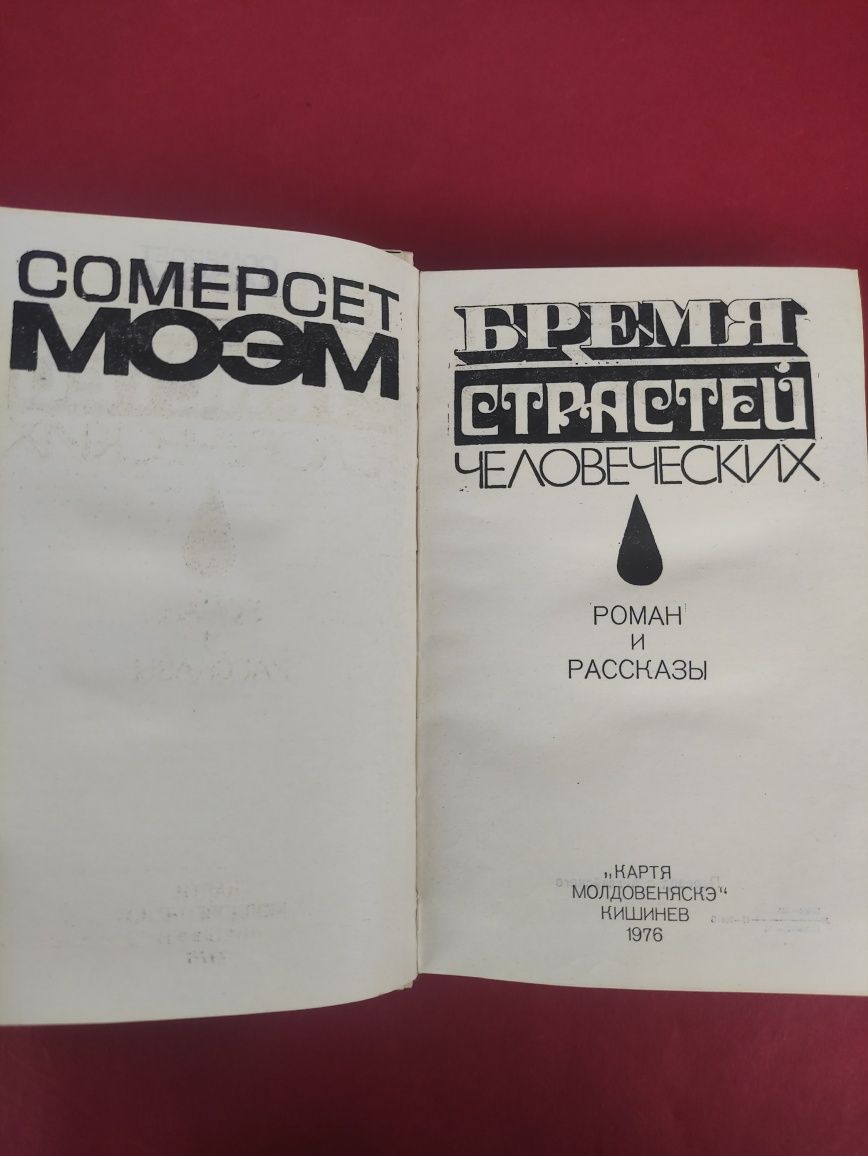 СОМЕРСЕТ
МОЭМ
БРЕМЯ
СТРАСТЕЙ
ЧЕЛОВЕЧЕСКИХ
РОМАН
И
РАССКАЗЫ
„КАРТЯ
МОЛДОВЕНЯСКЭ“
КИШИНЕВ
1976